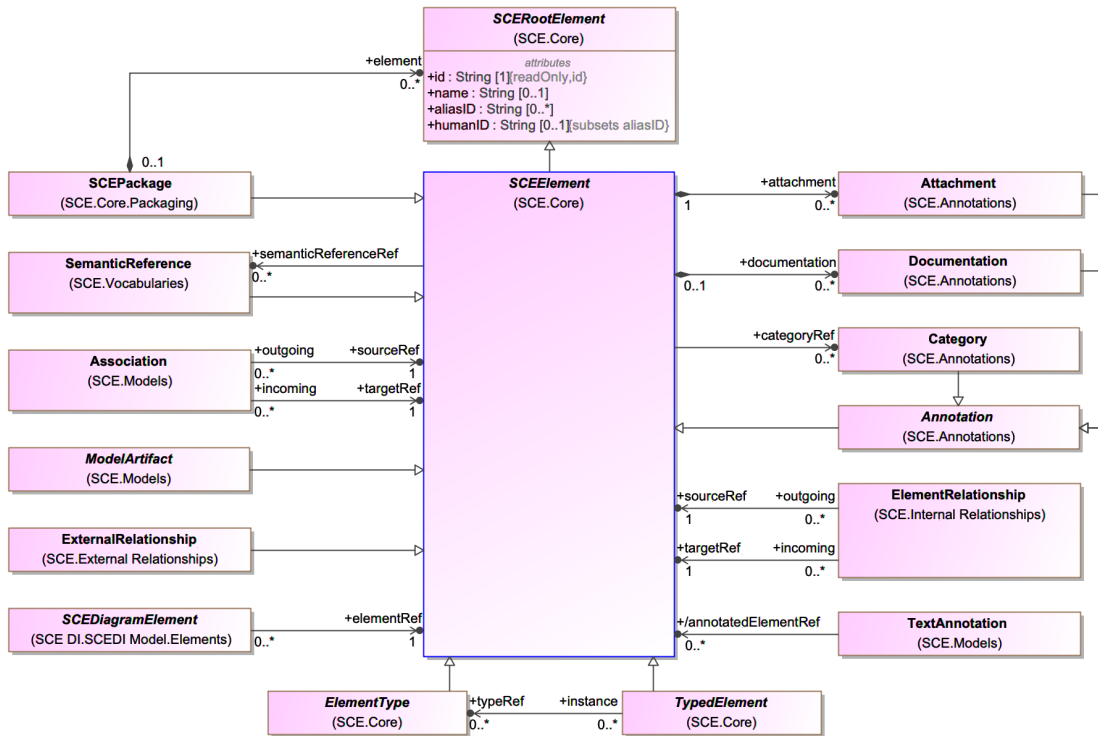 SCERootElement
(SCE.Core)
attributes
+id : String [1]{readOnly,id}
+name : String [0..1]
+aliasID : String [0..*]
+humanID : String [0..1]{subsets aliasID}
+element
0..*
0..1
SCEPackage
(SCE.Core.Packaging)
SCEElement
(SCE.Core)
+attachment
1
0..*
Attachment
(SCE.Annotations)
SemanticReference
(SCE.Vocabularies)
+semanticReferenceRef
0..*
+documentation
0..1
0..*
Documentation
(SCE.Annotations)
+categoryRef
0..*
Category
(SCE.Annotations)
Association
(SCE.Models)
+outgoing
0..*
+sourceRef
1
+incoming
0..*
+targetRef
1
Annotation
(SCE.Annotations)
ModelArtifact
(SCE.Models)
+sourceRef
1
+outgoing
0..*
+targetRef
1
+incoming
0..*
ElementRelationship
(SCE.Internal Relationships)
ExternalRelationship
(SCE.External Relationships)
SCEDiagramElement
(SCE DI.SCEDI Model.Elements)
0..*
+elementRef
1
+/annotatedElementRef
0..*
TextAnnotation
(SCE.Models)
ElementType
(SCE.Core)
+typeRef
0..*
+instance
0..*
TypedElement
(SCE.Core)